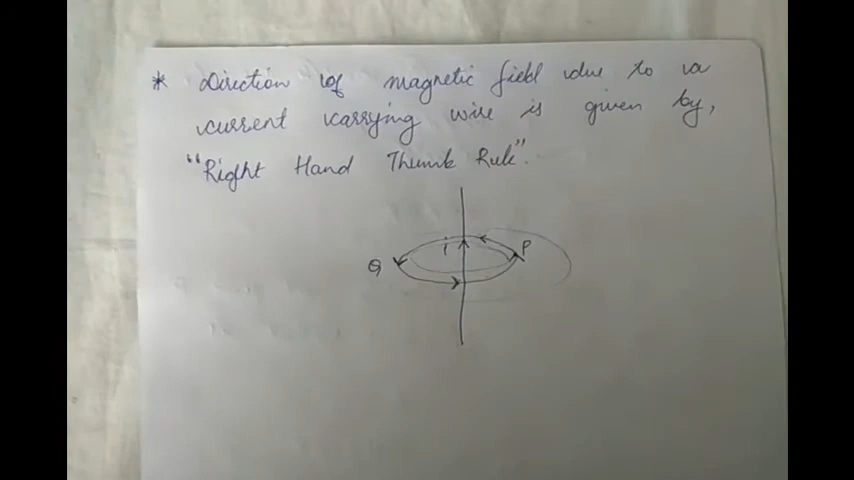 * Direction of magnetic field due to a
current carrying wire is given by,
"Right Hand Thumb Rule".
i P
Q